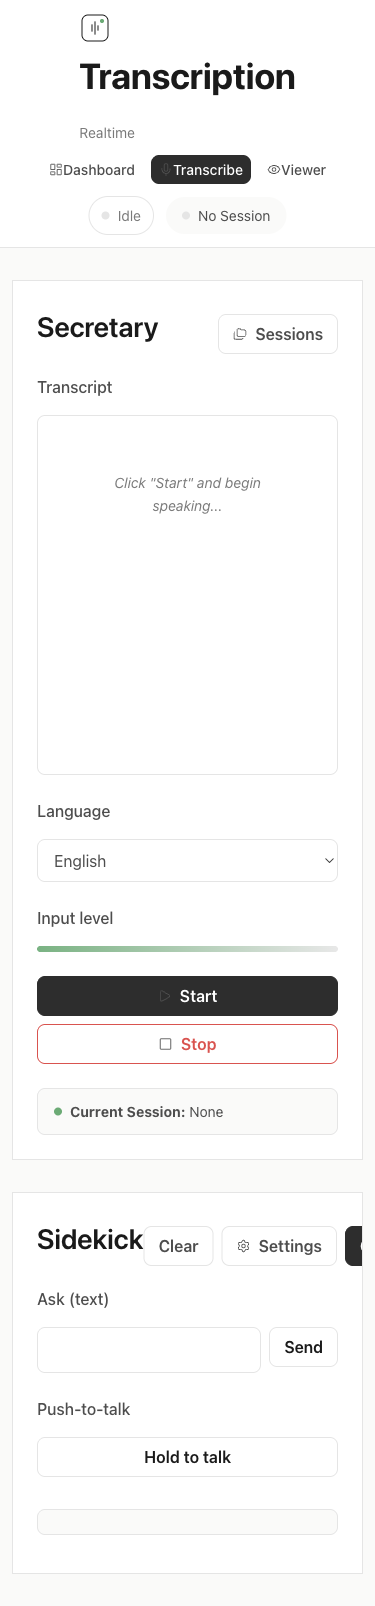 Transcription
Realtime
Dashboard Transcribe Viewer
Idle No Session
Secretary Sessions
Transcript
Click "Start" and begin
speaking...
Language
English
Input level
Start
Stop
Current Session: None
Sidekick Clear Settings
Ask (text)
Send
Push-to-talk
Hold to talk